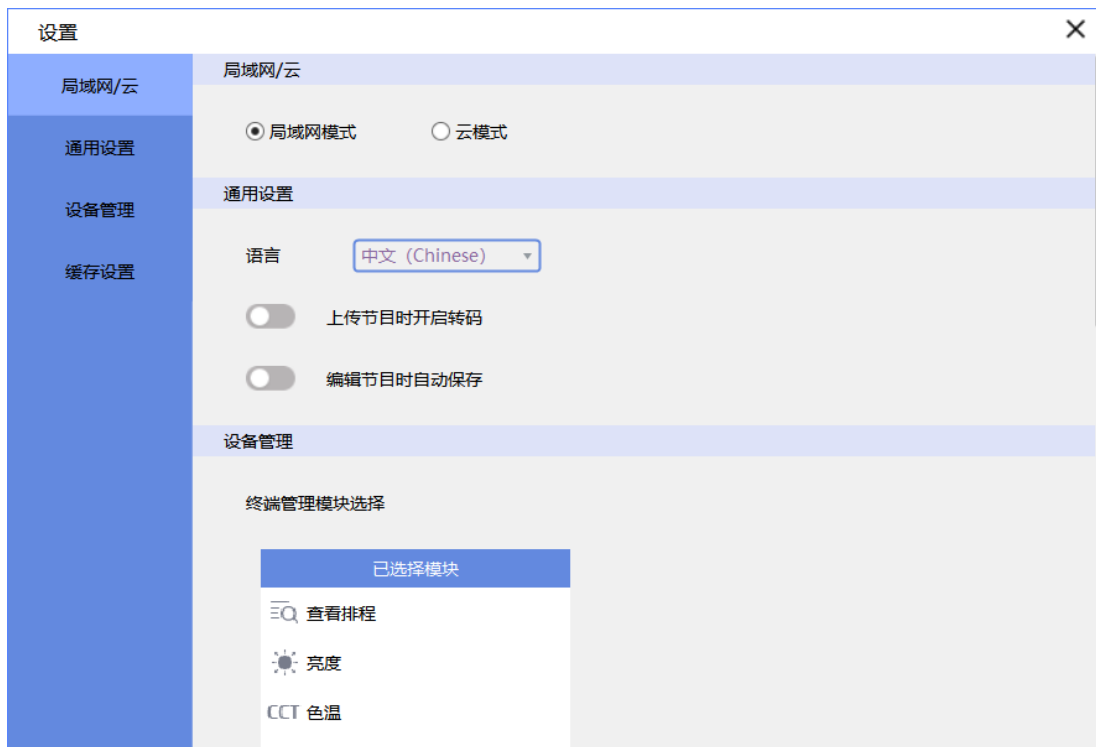 设置
局域网/云
通用设置
设备管理
缓存设置
局域网/云
局域网模式 云模式
通用设置
语言 中文（Chinese）
上传节目时开启转码
编辑节目时自动保存
设备管理
终端管理模块选择
已选择模块
查看排程
亮度
CCT 色温